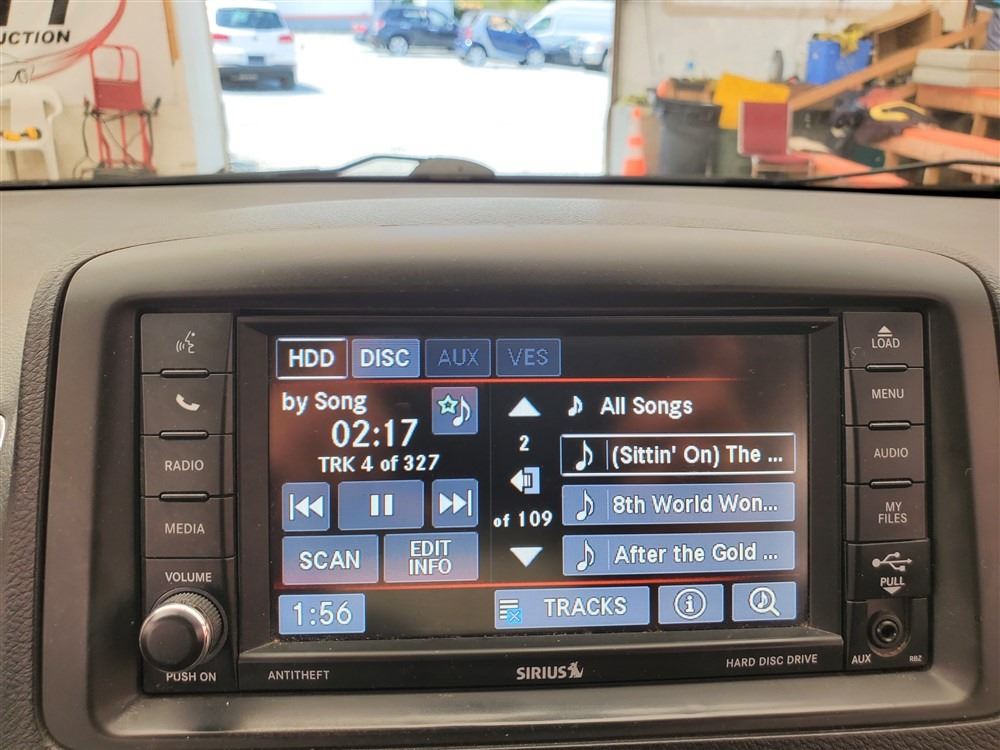 UCTION
HDD DISC AUX VES
by Song
02:17
TRK 4 of 327
SCAN
EDIT
INFO
1:56
2
of 109
All Songs
(Sittin' On) The ...
8th World Won...
After the Gold ...
TRACKS
RADIO
MEDIA
VOLUME
PUSH ON
LOAD
MENU
AUDIO
MY
FILES
PULL
AUX
RBZ
ANTITHEFT
SIRIUS
HARD DISC DRIVE